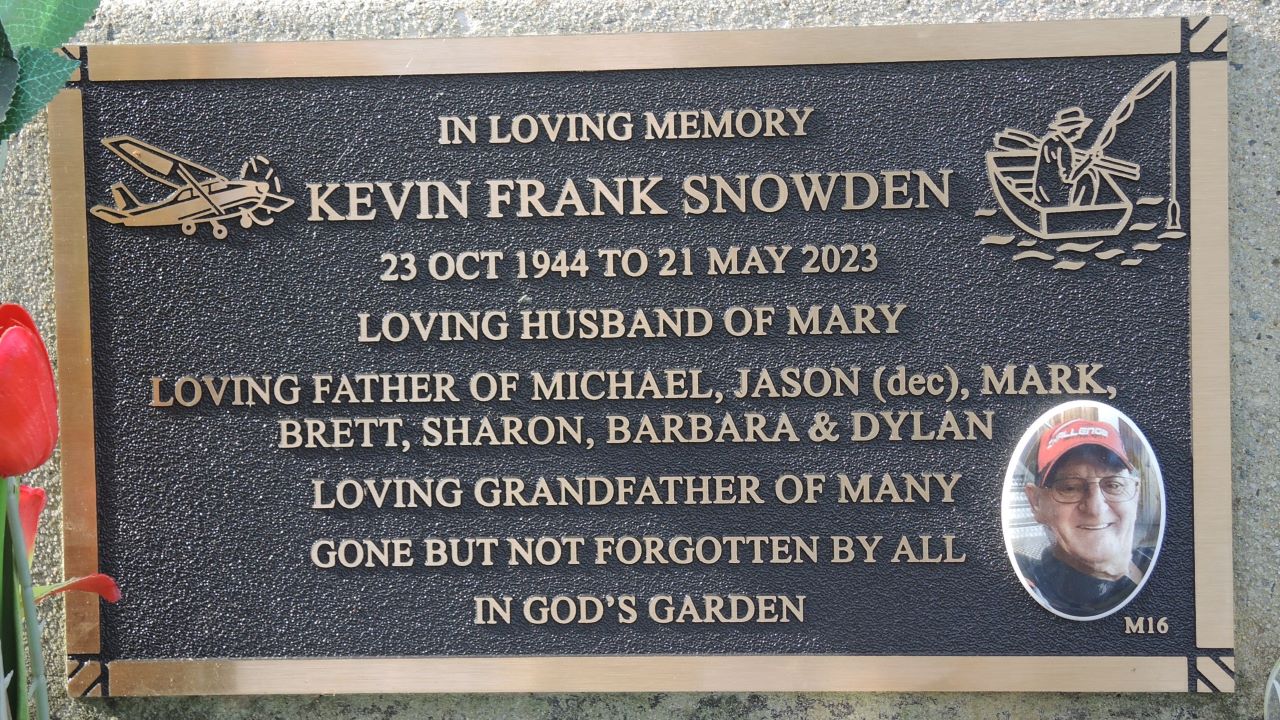 IN LOVING MEMORY
KEVIN FRANK SNOWDEN
23 OCT 1944 TO 21 MAY 2023
LOVING HUSBAND OF MARY
LOVING FATHER OF MICHAEL, JASON (dec), MARK,
BRETT, SHARON, BARBARA & DYLAN
LOVING GRANDFATHER OF MANY
GONE BUT NOT FORGOTTEN BY ALL
IN GOD'S GARDEN
CHALLENGE
M16